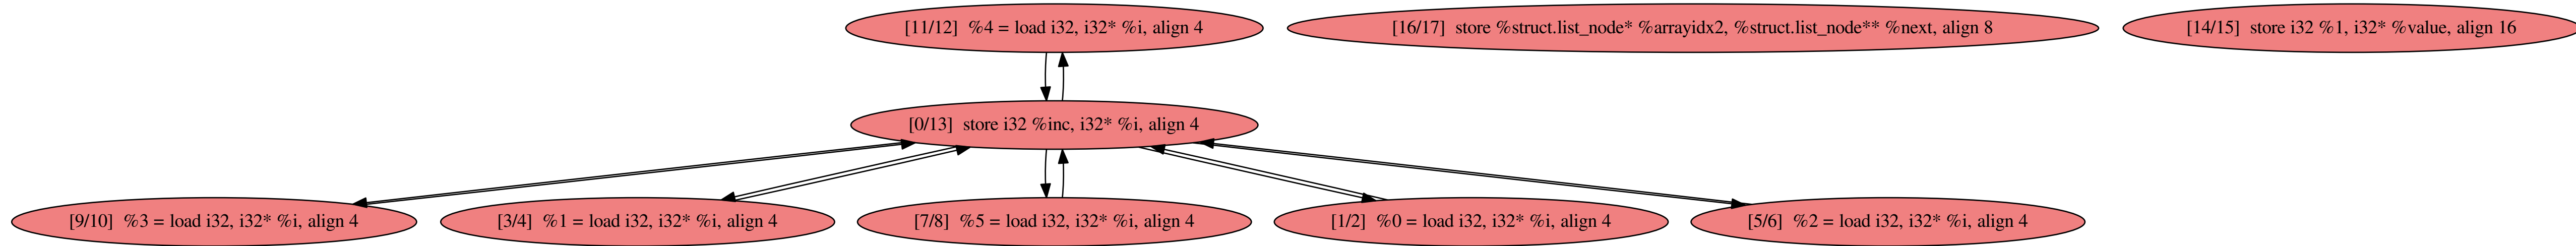 [11/12]  %4 = load i32, i32* %i, align 4
[16/17]  store %struct.list_node* %arrayidx2, %struct.list_node** %next, align 8
[14/15]  store i32 %1, i32* %value, align 16
[0/13]  store i32 %inc, i32* %i, align 4
[9/10]  %3 = load i32, i32* %i, align 4
[3/4]  %1 = load i32, i32* %i, align 4
[7/8]  %5 = load i32, i32* %i, align 4
[1/2]  %0 = load i32, i32* %i, align 4
[5/6]  %2 = load i32, i32* %i, align 4